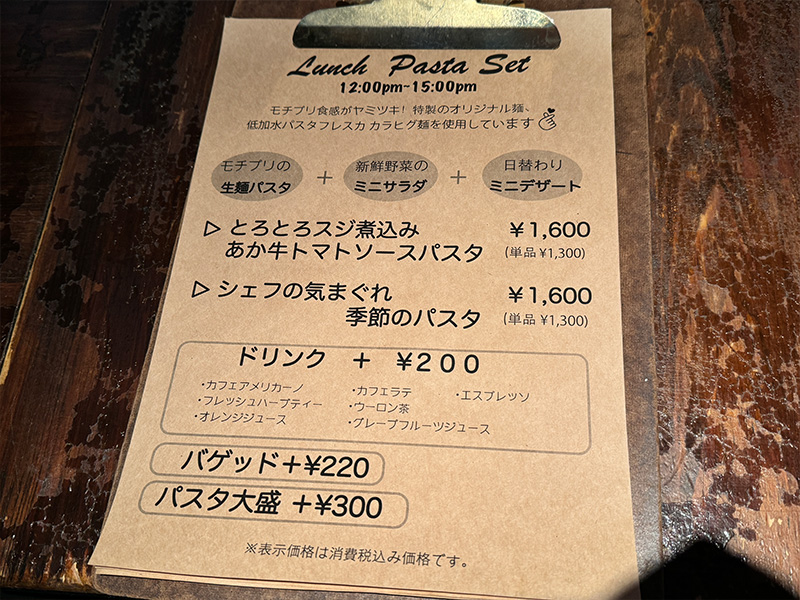 Lunch Pasta Set
12:00pm~15:00pm
モチプリ食感がヤミツキ！特製のオリジナル麺、
低加水パスタフレスカ カラヒグ麺を使用しています
モチプリの 生麺パスタ + 新鮮野菜の ミニサラダ + 日替わり ミニデザート
▷ とろとろスジ煮込み ¥1,600
あか牛トマトソースパスタ (単品 ¥1,300)
▷ シェフの気まぐれ ¥1,600
季節のパスタ (単品 ¥1,300)
ドリンク + ¥200
・カフェアメリカーノ ・カフェラテ ・エスプレッソ
・フレッシュハーブティー ・ウーロン茶
・オレンジジュース ・グレープフルーツジュース
バゲッド+¥220
パスタ大盛 +¥300
※表示価格は消費税込み価格です。